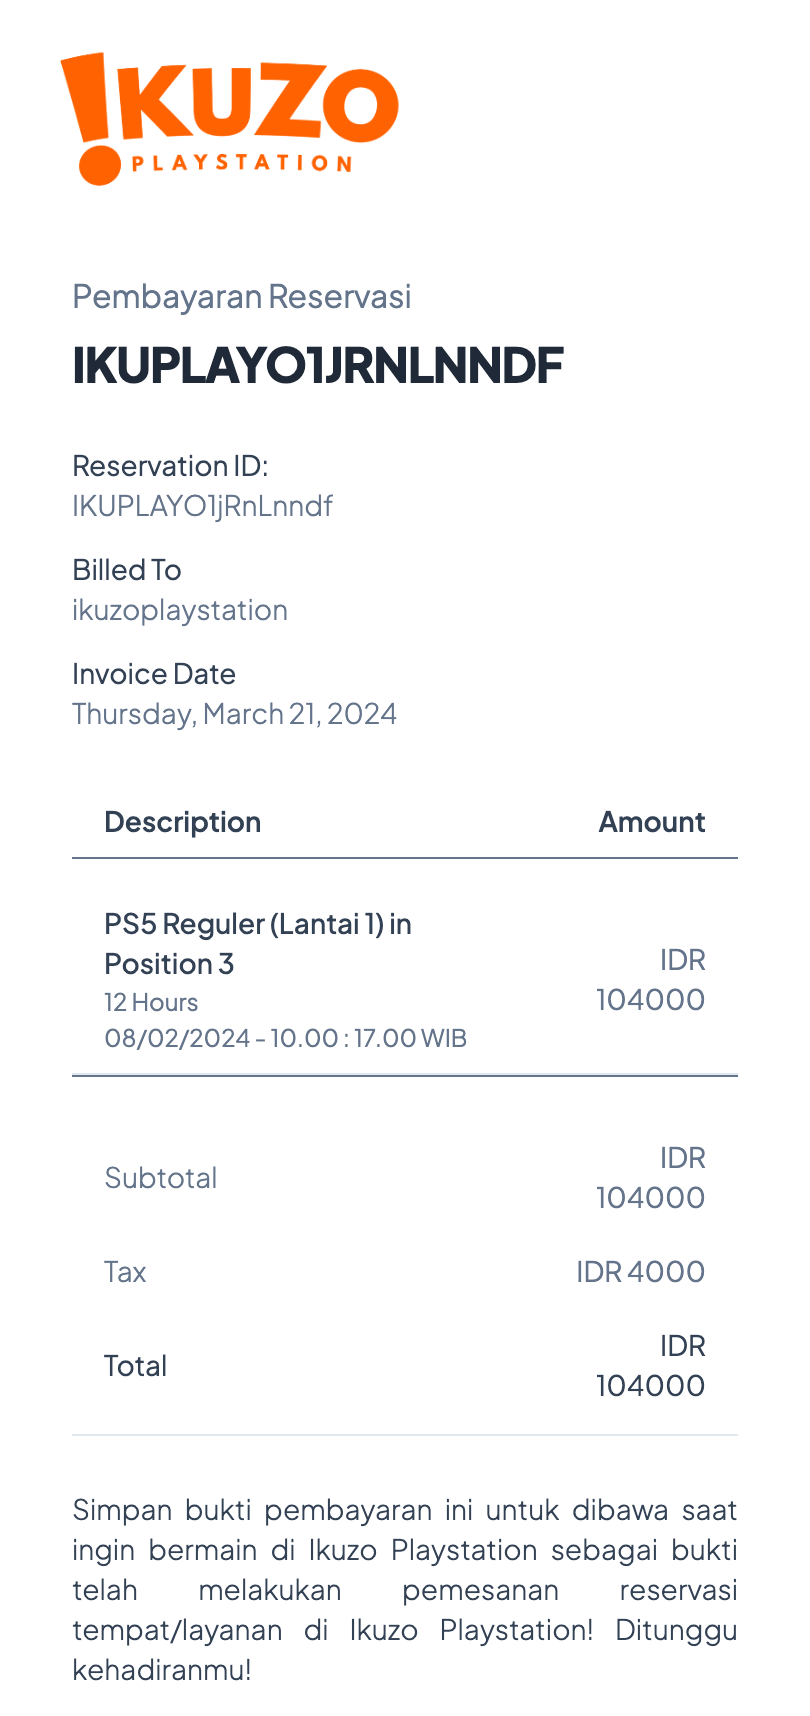 !KUZO
PLAYSTATION
Pembayaran Reservasi
IKUPLAYO1JRNLNNDF
Reservation ID:
IKUPLAYO1jRnLnndf
Billed To
ikuzoplaystation
Invoice Date
Thursday, March 21, 2024
Description Amount
PS5 Reguler (Lantai 1) in
Position 3
12 Hours
08/02/2024 - 10.00 : 17.00 WIB
IDR
104000
Subtotal
IDR
104000
Tax IDR 4000
Total
IDR
104000
Simpan bukti pembayaran ini untuk dibawa saat
ingin bermain di Ikuzo Playstation sebagai bukti
telah melakukan pemesanan reservasi
tempat/layanan di Ikuzo Playstation! Ditunggu
kehadiranmu!